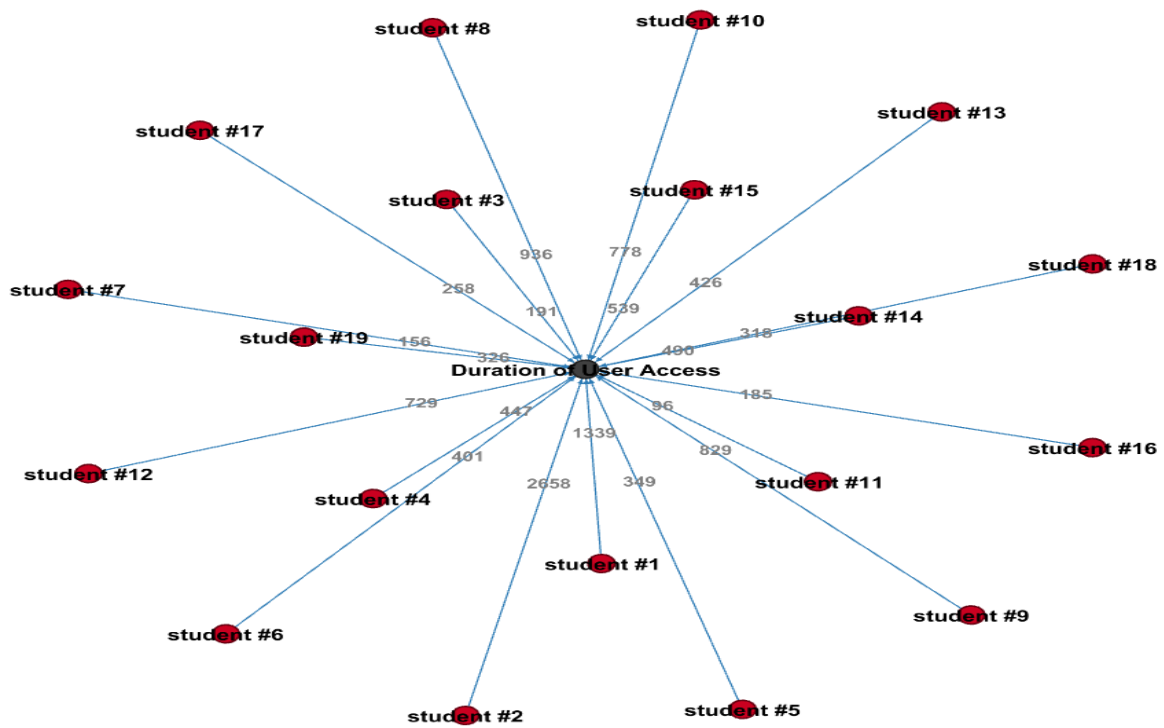 student #8
student #10
student #13
student #17
student #15
student #3
936
778
student #18
426
student #7
258
191
539
student #14
318
student #19
156
326
490
Duration of User Access
185
729
447
96
1339
829
student #16
401
student #12
2658
349
student #11
student #4
student #1
student #9
student #6
student #5
student #2